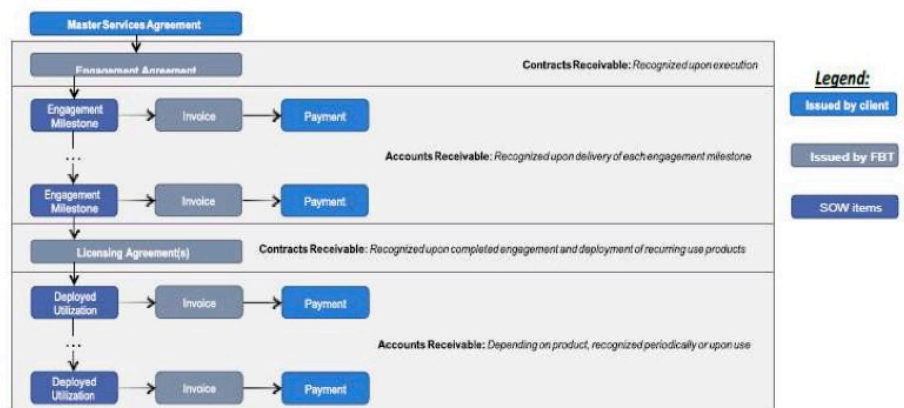 Master Services Agreement
Engagement Agreement
Contracts Receivable: Recognized upon execution
Legend:
Issued by client
Issued by FBT
SOW items
Engagement
Milestone
Invoice
Payment
...
Accounts Receivable: Recognized upon delivery of each engagement milestone
Engagement
Milestone
Invoice
Payment
Licensing Agreement(s)
Contracts Receivable: Recognized upon completed engagement and deployment of recurring use products
Deployed
Utilization
Invoice
Payment
...
Accounts Receivable: Depending on product, recognized periodically or upon use
Deployed
Utilization
Invoice
Payment